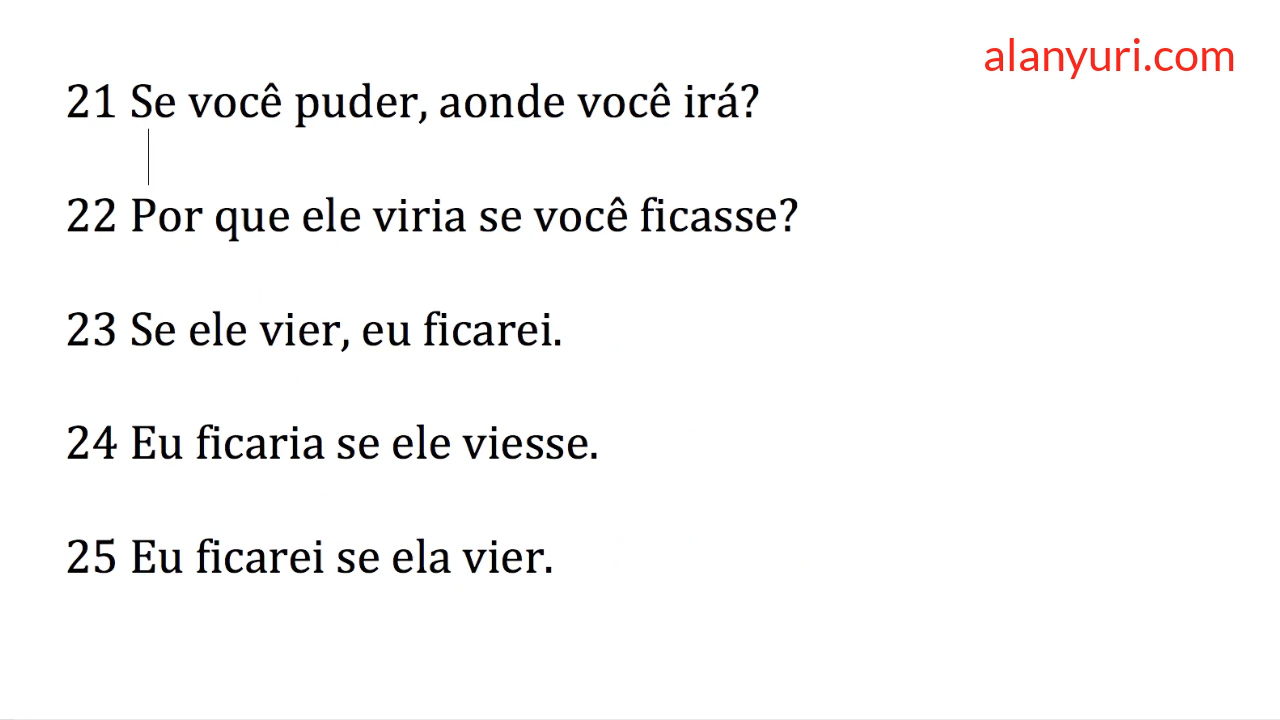 alanyuri.com
21 Se você puder, aonde você irá?
22 Por que ele viria se você ficasse?
23 Se ele vier, eu ficarei.
24 Eu ficaria se ele viesse.
25 Eu ficarei se ela vier.